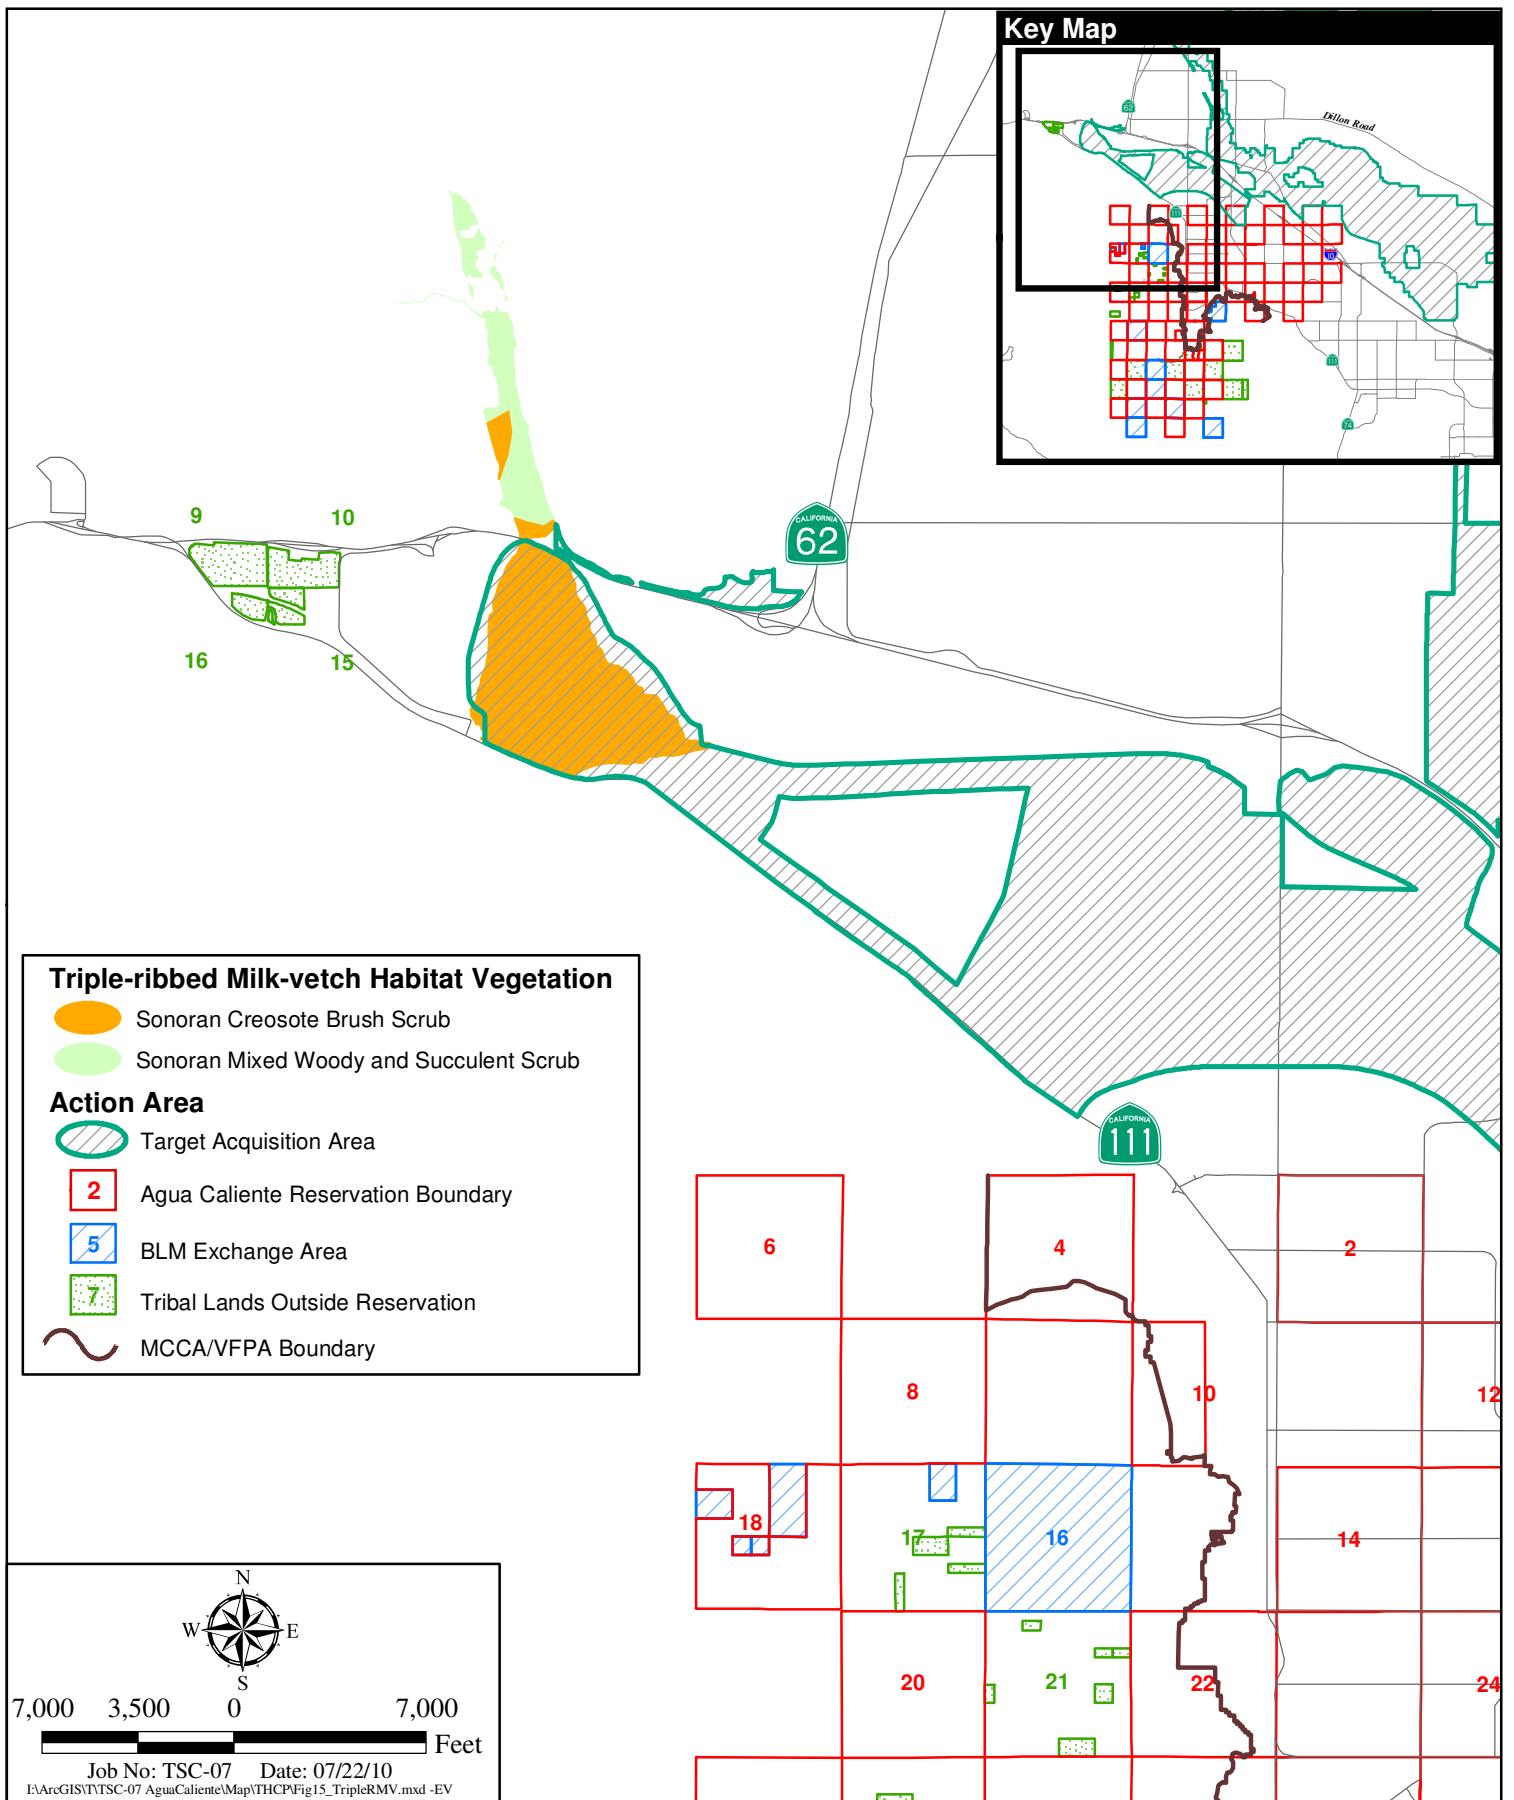 Key Map
Dillon Road
62
111
10
111
74
CALIFORNIA
62
9
10
16
15
Triple-ribbed Milk-vetch Habitat Vegetation
Sonoran Creosote Brush Scrub
Sonoran Mixed Woody and Succulent Scrub
Action Area
Target Acquisition Area
2
Agua Caliente Reservation Boundary
5
BLM Exchange Area
7
Tribal Lands Outside Reservation
MCCA/VFPA Boundary
CALIFORNIA
111
6
4
2
8
10
12
18
17
16
14
20
21
22
24
N
W
E
S
7,000 3,500 0 7,000
Feet
Job No: TSC-07 Date: 07/22/10
I:\ArcGIS\T\TSC-07 AguaCaliente\Map\THCP\Fig15_TripleRMV.mxd -EV